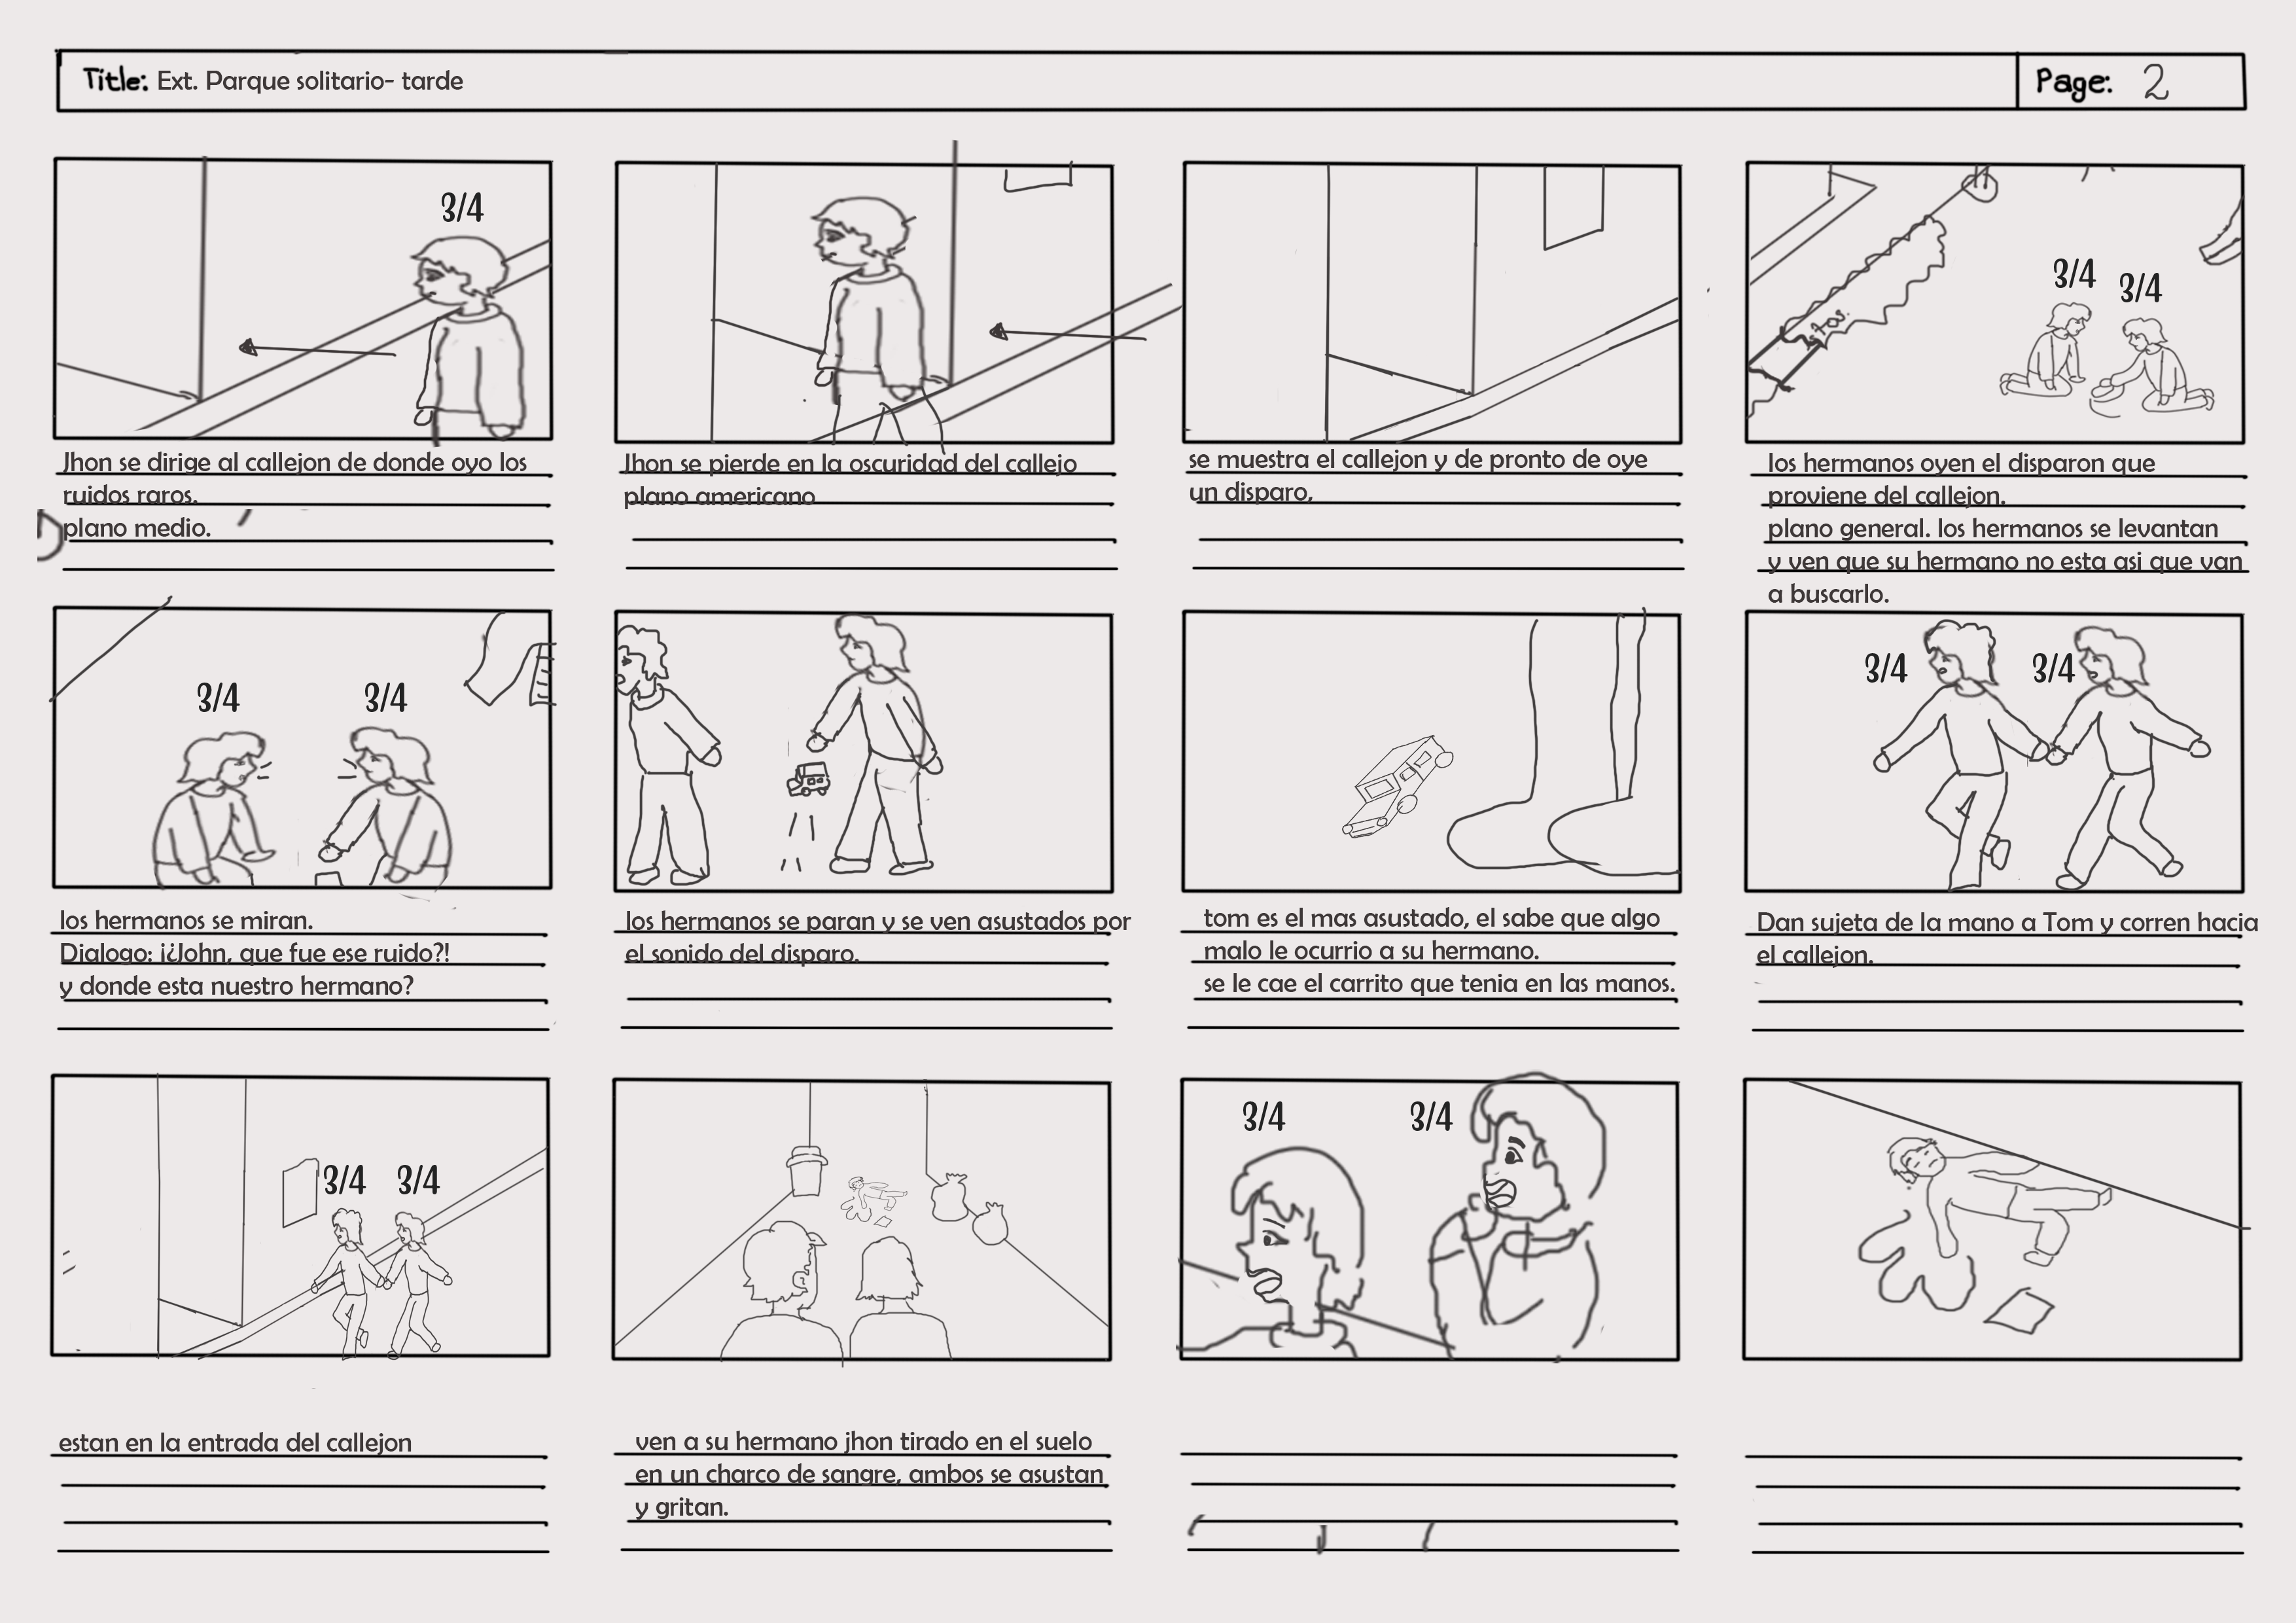 Title: Ext. Parque solitario- tarde
Page: 2
3/4
Jhon se dirige al callejon de donde oyo los
ruidos raros.
plano medio.
Jhon se pierde en la oscuridad del callejo
plano americano
se muestra el callejon y de pronto de oye
un disparo,
3/4 3/4
los hermanos oyen el disparon que
proviene del callejon.
plano general. los hermanos se levantan
y ven que su hermano no esta asi que van
a buscarlo.
3/4 3/4
los hermanos se miran.
Dialogo: ¡¿John, que fue ese ruido?!
y donde esta nuestro hermano?
los hermanos se paran y se ven asustados por
el sonido del disparo.
tom es el mas asustado, el sabe que algo
malo le ocurrio a su hermano.
se le cae el carrito que tenia en las manos.
3/4 3/4
Dan sujeta de la mano a Tom y corren hacia
el callejon.
3/4 3/4
estan en la entrada del callejon
ven a su hermano jhon tirado en el suelo
en un charco de sangre, ambos se asustan
y gritan.
3/4 3/4